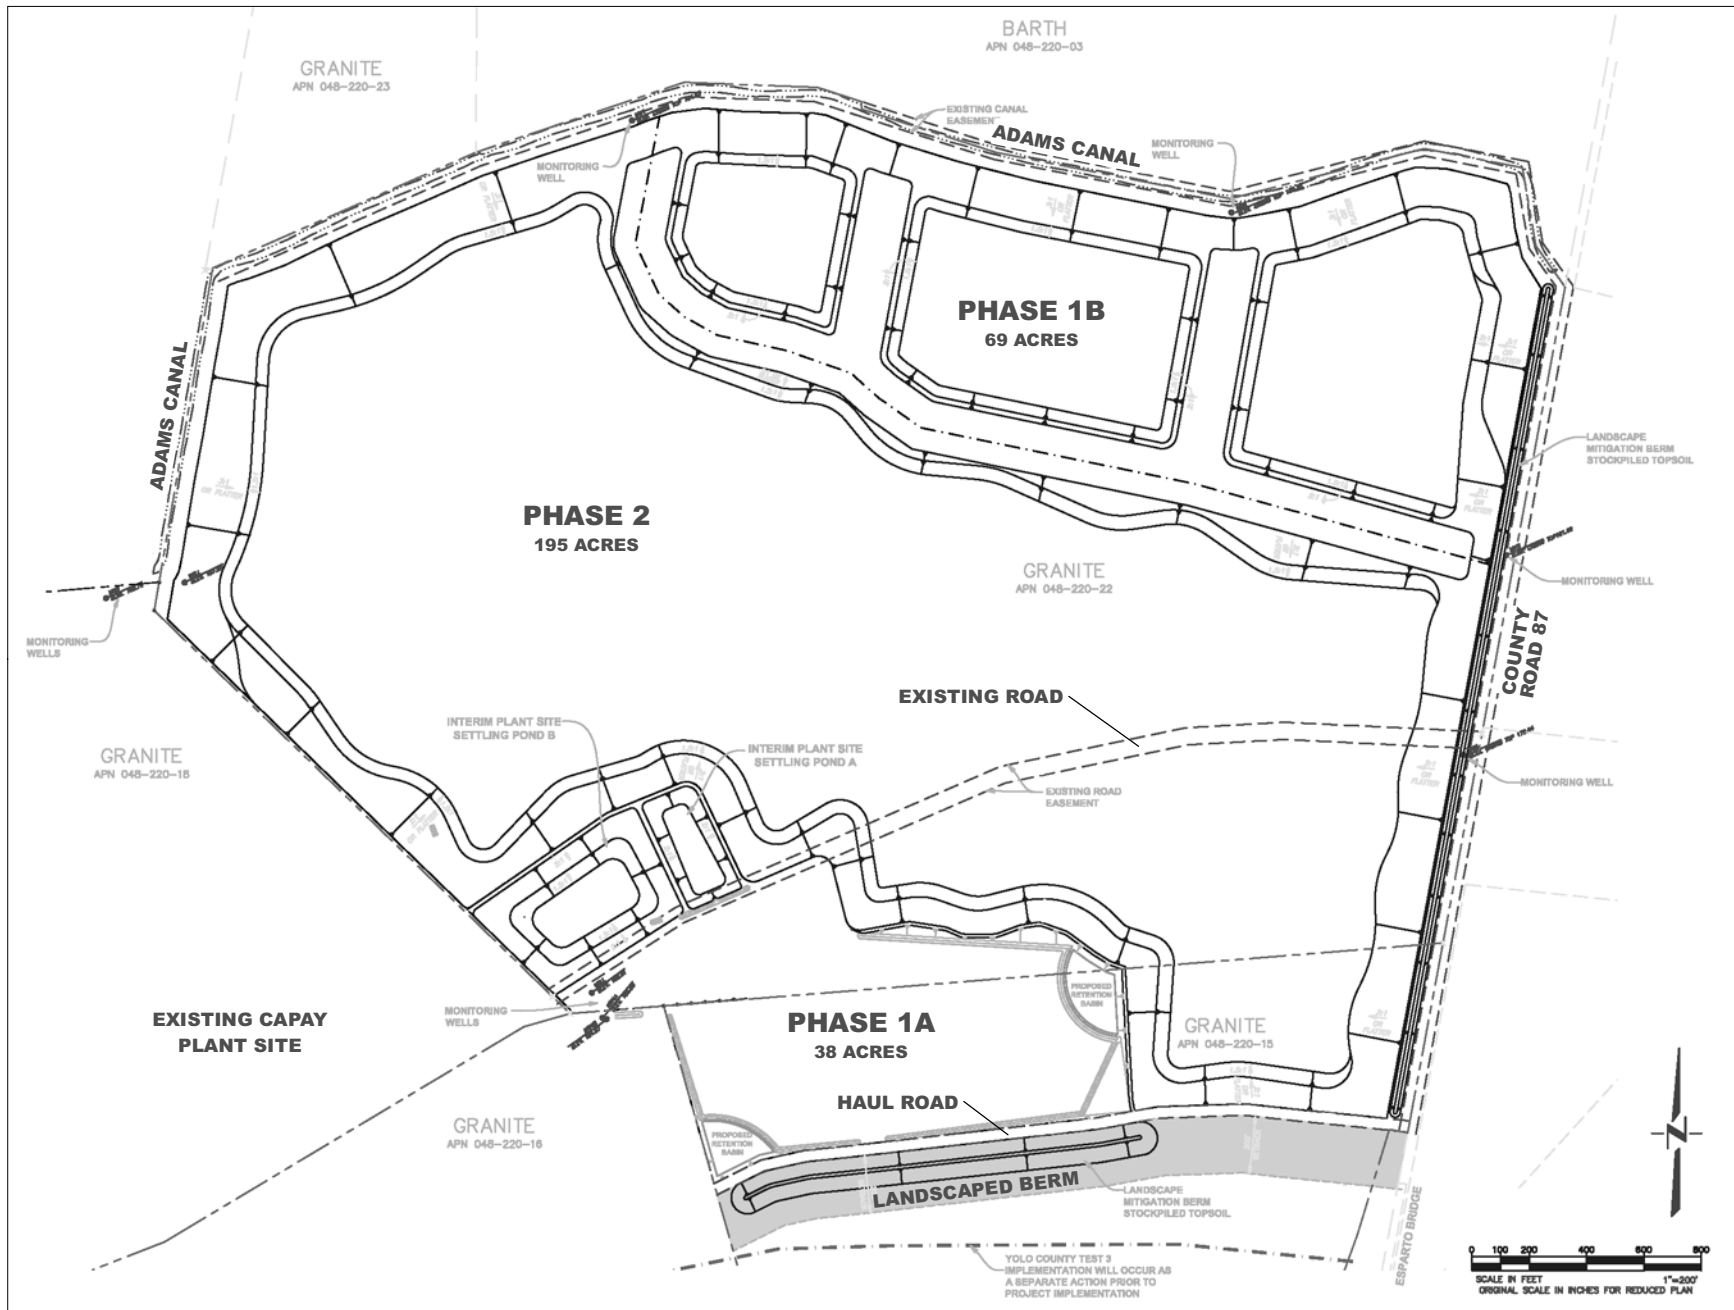 BARTH
APN 048-220-03
GRANITE
APN 048-220-23
EXISTING CANAL
EASEMENT
ADAMS CANAL
MONITORING
WELL
MONITORING
WELL
PHASE 1B
69 ACRES
ADAMS CANAL
LANDSCAPE
MITIGATION BERM
STOCKPILED TOPSOIL
PHASE 2
195 ACRES
GRANITE
APN 048-220-22
MONITORING WELL
MONITORING
WELLS
COUNTY
ROAD 87
EXISTING ROAD
INTERIM PLANT SITE
SETTLING POND B
INTERIM PLANT SITE
SETTLING POND A
GRANITE
APN 048-220-18
EXISTING ROAD
EASEMENT
MONITORING WELL
MONITORING
WELLS
EXISTING CAPAY
PLANT SITE
PHASE 1A
38 ACRES
PROPOSED
RETENTION
BASIN
GRANITE
APN 048-220-15
HAUL ROAD
GRANITE
APN 048-220-16
PROPOSED
RETENTION
BASIN
LANDSCAPED BERM
LANDSCAPE
MITIGATION BERM
STOCKPILED TOPSOIL
ESPARTO BRIDGE
YOLO COUNTY TEST 3
IMPLEMENTATION WILL OCCUR AS
A SEPARATE ACTION PRIOR TO
PROJECT IMPLEMENTATION
N
0 100 200 400 600 800
SCALE IN FEET 1"=200'
ORIGINAL SCALE IN INCHES FOR REDUCED PLAN